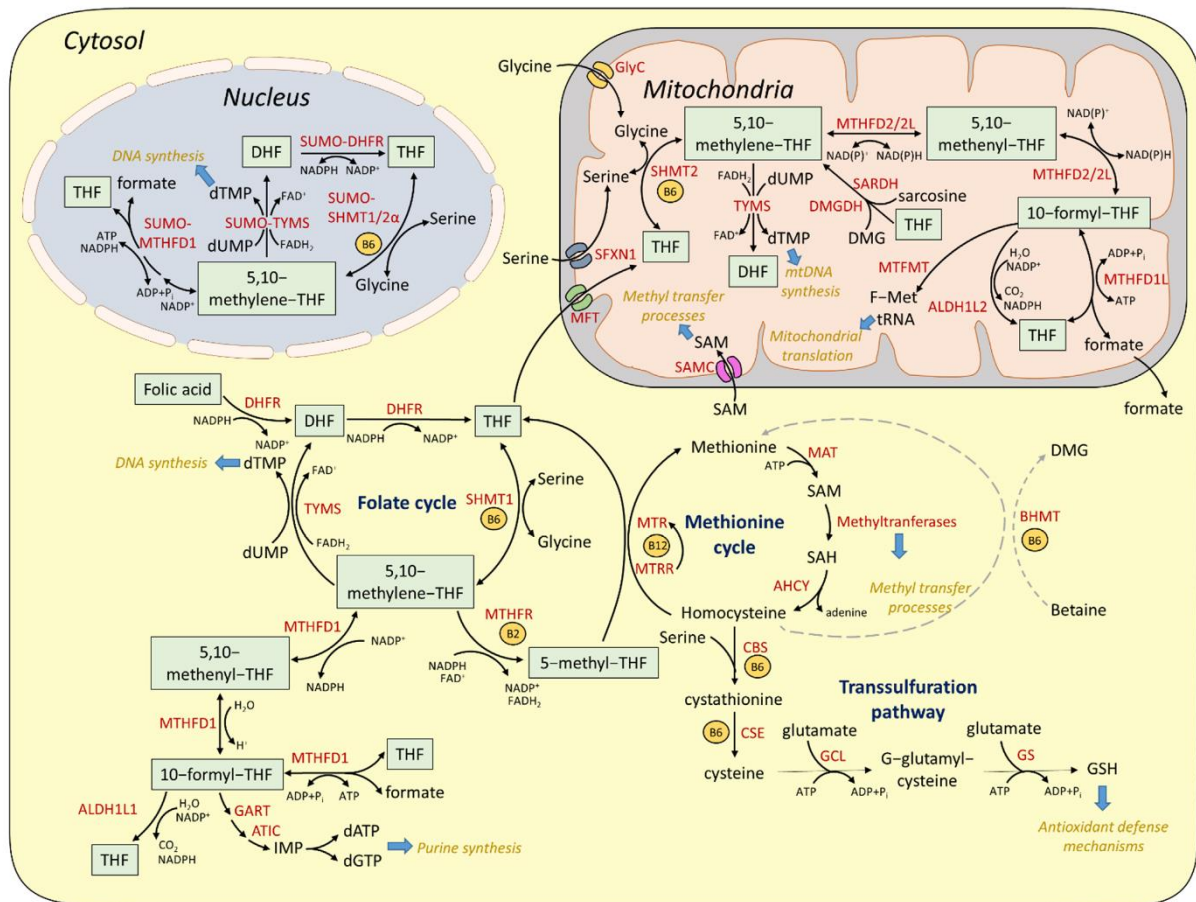 Cytosol
Nucleus
DNA synthesis
DHF
SUMO-DHFR
THF
NADPH
NADP⁺
formate
THF
dTMP
FAD⁺
SUMO-
SHMT1/2α
SUMO-
MTHFD1
SUMO-TYMS
Serine
B6
dUMP
FADH₂
ATP
NADPH
Glycine
ADP+Pᵢ
NADP⁺
5,10–
methylene–THF
Glycine
GlyC
Mitochondria
Glycine
5,10–
methylene–THF
MTHFD2/2L
NAD(P)⁺
NAD(P)H
5,10–
methenyl–THF
NAD(P)⁺
NAD(P)H
MTHFD2/2L
Serine
SHMT2
B6
FADH₂
dUMP
TYMS
FAD⁺
dTMP
SARDH
sarcosine
DMGDH
THF
DMG
10–formyl–THF
Serine
SFXN1
THF
DHF
mtDNA
synthesis
MTFMT
H₂O
NADP⁺
ADP+Pᵢ
MTHFD1L
ATP
CO₂
NADPH
ALDH1L2
F–Met
tRNA
MFT
Methyl transfer
processes
SAM
SAMC
Mitochondrial
translation
THF
formate
SAM
formate
Folic acid
DHFR
NADPH
NADP⁺
DHF
DHFR
NADPH
NADP⁺
THF
DNA synthesis
dTMP
FAD⁺
TYMS
Folate cycle
SHMT1
B6
Serine
Glycine
dUMP
FADH₂
5,10–
methylene–THF
MTHFD1
NADP⁺
NADPH
MTHFR
B2
NADPH
FAD⁺
NADP⁺
FADH₂
5–methyl–THF
5,10–
methenyl–THF
MTHFD1
H₂O
H⁺
10–formyl–THF
MTHFD1
THF
ADP+Pᵢ
ATP
formate
ALDH1L1
H₂O
NADP⁺
CO₂
NADPH
THF
GART
ATIC
IMP
dATP
dGTP
Purine synthesis
Methionine
MAT
ATP
SAM
MTR
B12
MTRR
Methionine
cycle
Methyltranferases
SAH
AHCY
adenine
Methyl transfer
processes
Homocysteine
DMG
BHMT
B6
Betaine
Serine
CBS
B6
cystathionine
B6
CSE
cysteine
Transsulfuration
pathway
glutamate
GCL
ATP
ADP+Pᵢ
G–glutamyl–
cysteine
glutamate
GS
ATP
ADP+Pᵢ
GSH
Antioxidant defense
mechanisms